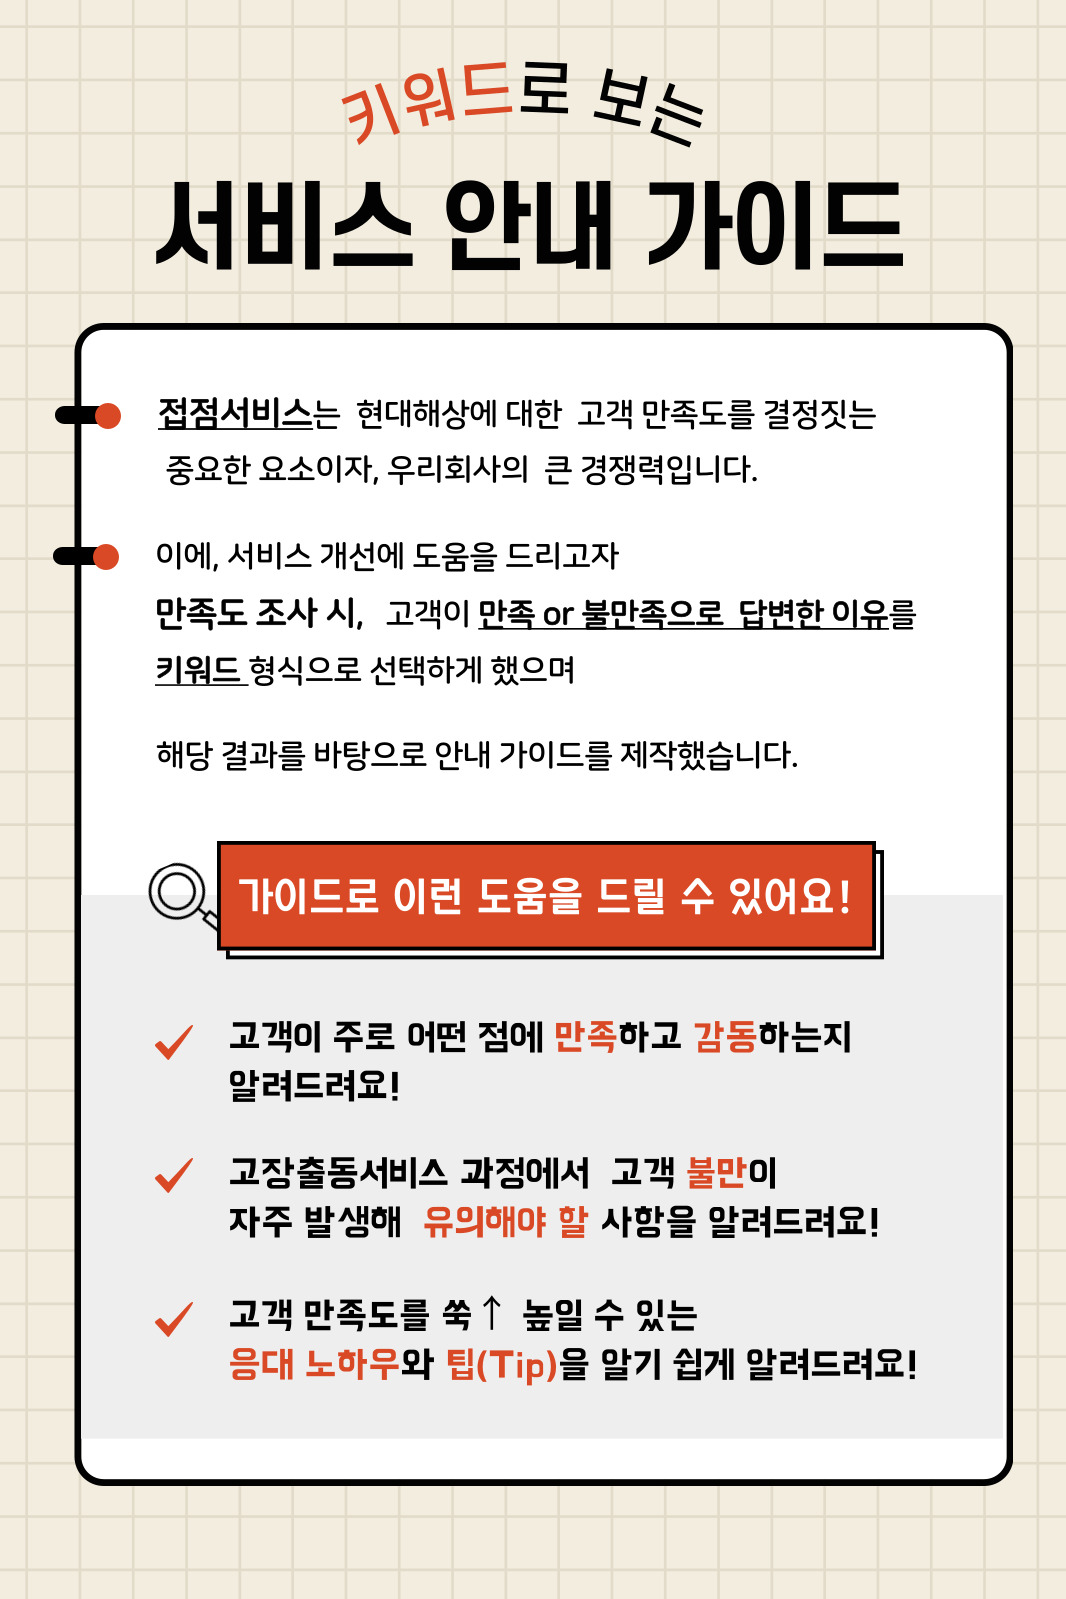 키워드로 보는
서비스 안내 가이드
접점서비스는 현대해상에 대한 고객 만족도를 결정짓는
중요한 요소이자, 우리회사의 큰 경쟁력입니다.
이에, 서비스 개선에 도움을 드리고자
만족도 조사 시, 고객이 만족 or 불만족으로 답변한 이유를
키워드 형식으로 선택하게 했으며
해당 결과를 바탕으로 안내 가이드를 제작했습니다.
가이드로 이런 도움을 드릴 수 있어요!
고객이 주로 어떤 점에 만족하고 감동하는지
알려드려요!
고장출동서비스 과정에서 고객 불만이
자주 발생해 유의해야 할 사항을 알려드려요!
고객 만족도를 쑥↑ 높일 수 있는
응대 노하우와 팁(Tip)을 알기 쉽게 알려드려요!